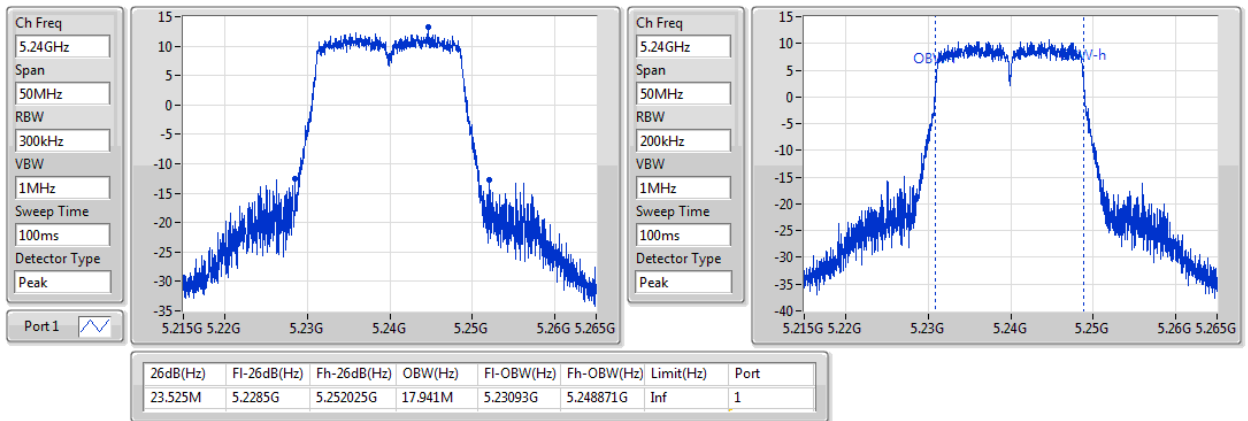 Ch Freq
5.24GHz
Span
50MHz
RBW
300kHz
VBW
1MHz
Sweep Time
100ms
Detector Type
Peak
Port 1
15
10
5
0
-5
-10
-15
-20
-25
-30
-35
5.215G 5.22G 5.23G 5.24G 5.25G 5.26G 5.265G
Ch Freq
5.24GHz
Span
50MHz
RBW
200kHz
VBW
1MHz
Sweep Time
100ms
Detector Type
Peak
15
10
5
0
-5
-10
-15
-20
-25
-30
-35
-40
5.215G 5.22G 5.23G 5.24G 5.25G 5.26G 5.265G
26dB(Hz) Fl-26dB(Hz) Fh-26dB(Hz) OBW(Hz) Fl-OBW(Hz) Fh-OBW(Hz) Limit(Hz) Port
23.525M 5.2285G 5.252025G 17.941M 5.23093G 5.248871G Inf 1